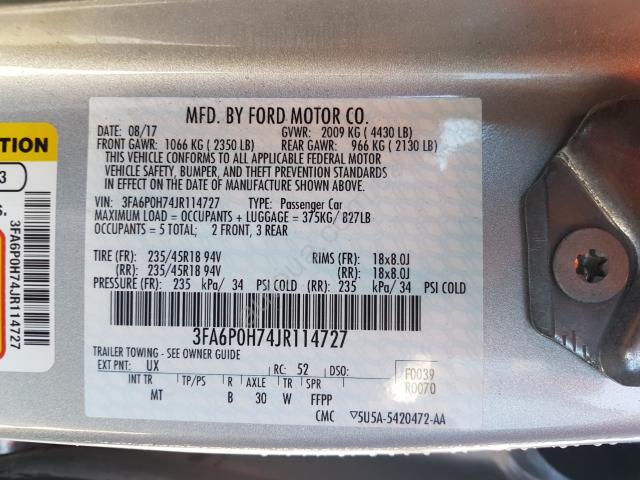 MFD. BY FORD MOTOR CO.
DATE: 08/17 GVWR: 2009 KG ( 4430 LB)
FRONT GAWR: 1066 KG ( 2350 LB) REAR GAWR: 966 KG ( 2130 LB)
THIS VEHICLE CONFORMS TO ALL APPLICABLE FEDERAL MOTOR
VEHICLE SAFETY, BUMPER, AND THEFT PREVENTION STANDARDS
IN EFFECT ON THE DATE OF MANUFACTURE SHOWN ABOVE.
VIN: 3FA6P0H74JR114727 TYPE: Passenger Car
MAXIMUM LOAD = OCCUPANTS + LUGGAGE = 375KG/ 827LB
OCCUPANTS = 5 TOTAL; 2 FRONT, 3 REAR
TIRE (FR): 235/45R18 94V RIMS (FR): 18x8.0J
(RR): 235/45R18 94V (RR): 18x8.0J
PRESSURE (FR): 235 kPa/ 34 PSI COLD (RR): 235 kPa/ 34 PSI COLD
3FA6P0H74JR114727
TRAILER TOWING - SEE OWNER GUIDE
EXT PNT: UX RC: 52 DSO: F0039
R0070
INT TR TP/PS R AXLE TR SPR
MT B 30 W FFPP
CMC ▽5U5A-5420472-AA
TION
3
S.
3FA6P0H74JR114727